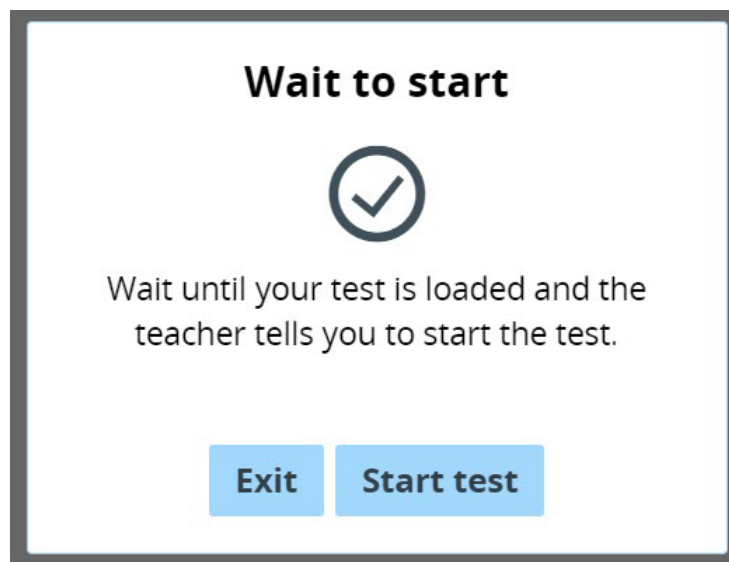 Wait to start
Wait until your test is loaded and the
teacher tells you to start the test.
Exit
Start test